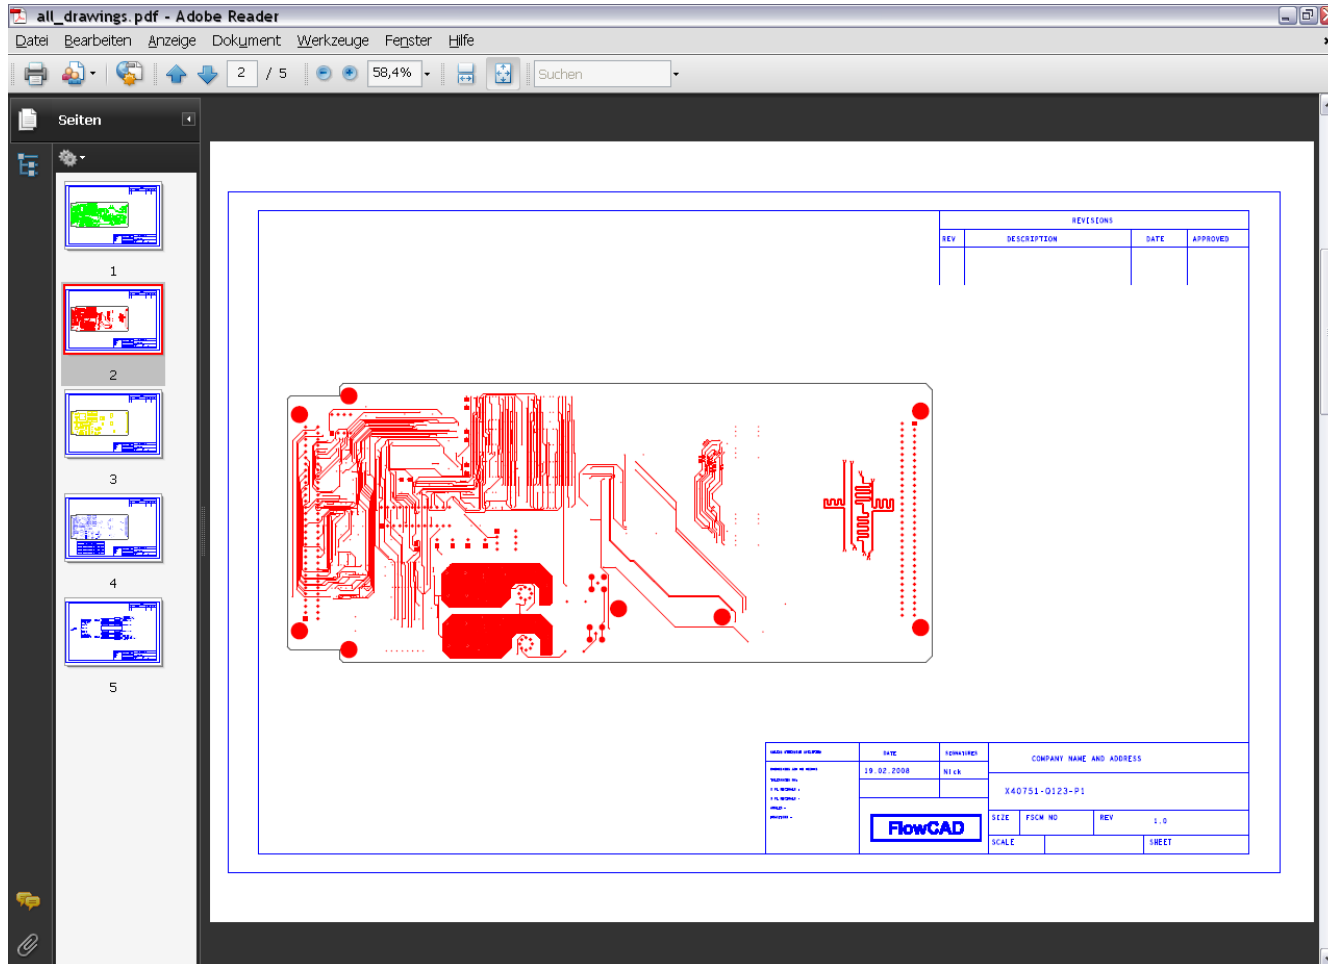 all_drawings.pdf - Adobe Reader
Datei Bearbeiten Anzeige Dokument Werkzeuge Fenster Hilfe
2 / 5 58,4% Suchen
Seiten
1
2
3
4
5
REVISIONS
REV DESCRIPTION DATE APPROVED
DATE SIGNATURES COMPANY NAME AND ADDRESS
19.02.2008 Nick
X40751-Q123-P1
FlowCAD
SIZE FSCM NO REV 1.0
SCALE SHEET